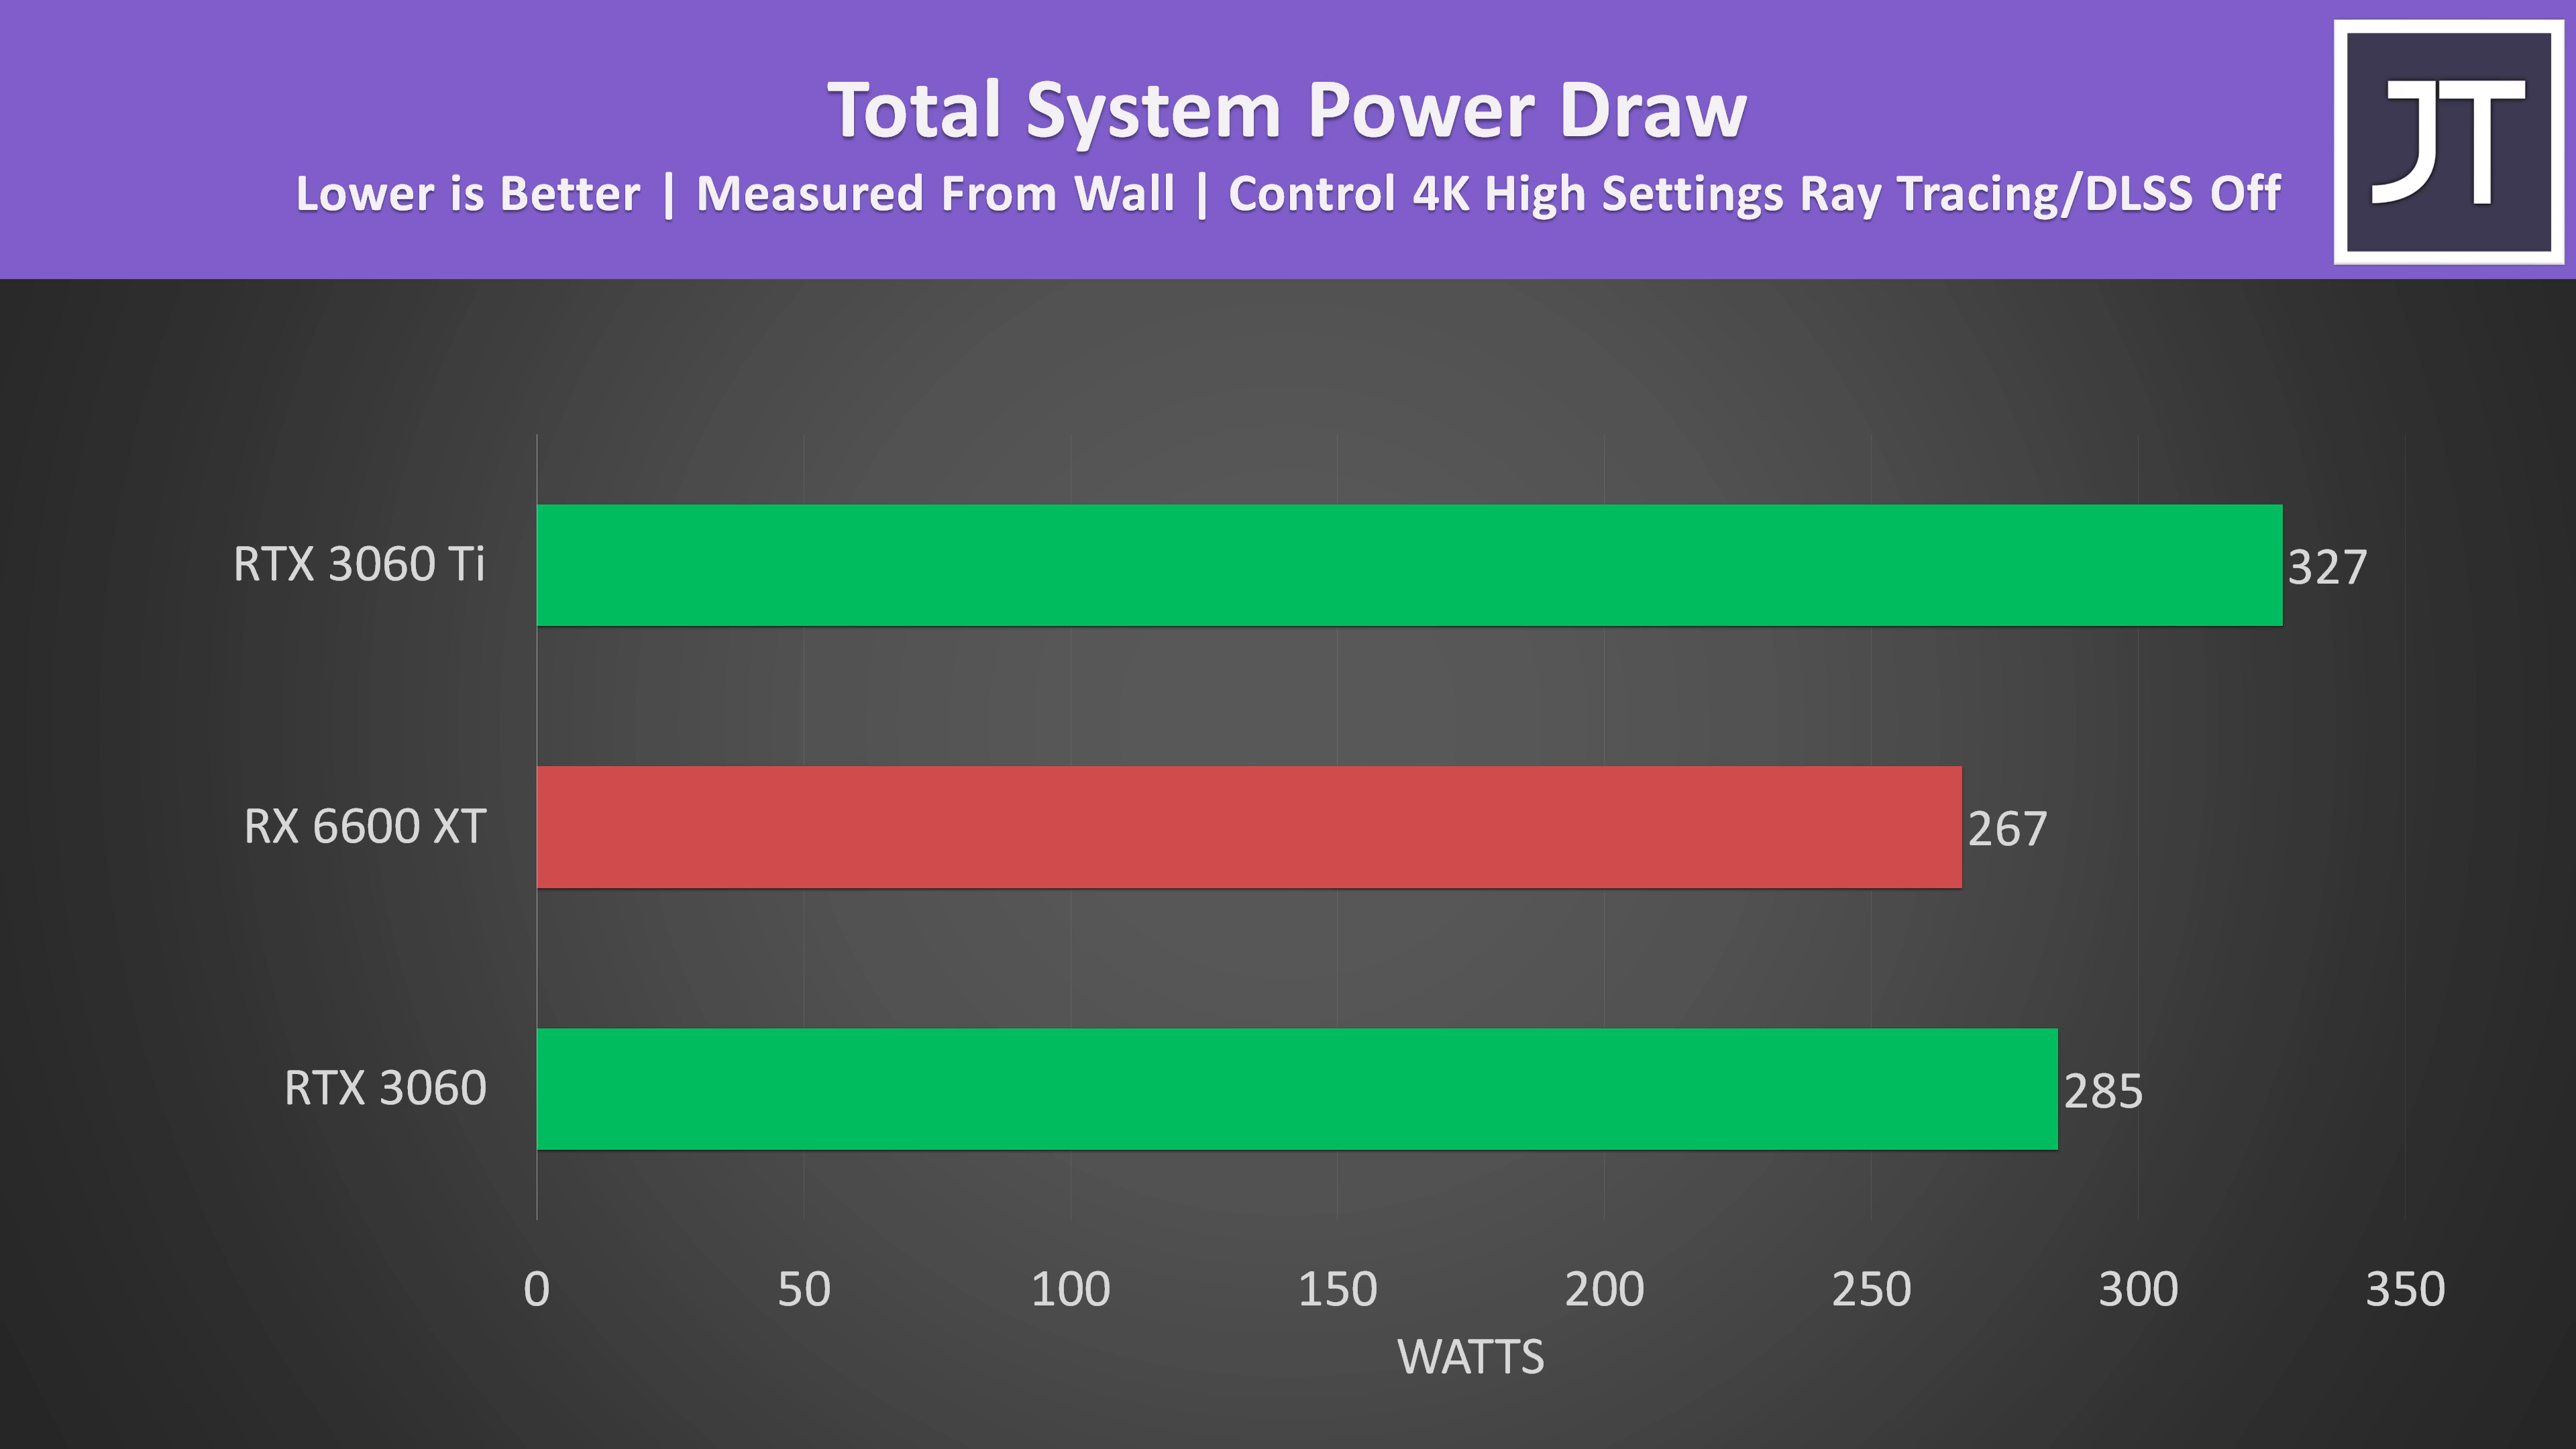 Total System Power Draw
Lower is Better | Measured From Wall | Control 4K High Settings Ray Tracing/DLSS Off
JT
RTX 3060 Ti
327
RX 6600 XT
267
RTX 3060
285
0 50 100 150 200 250 300 350
WATTS